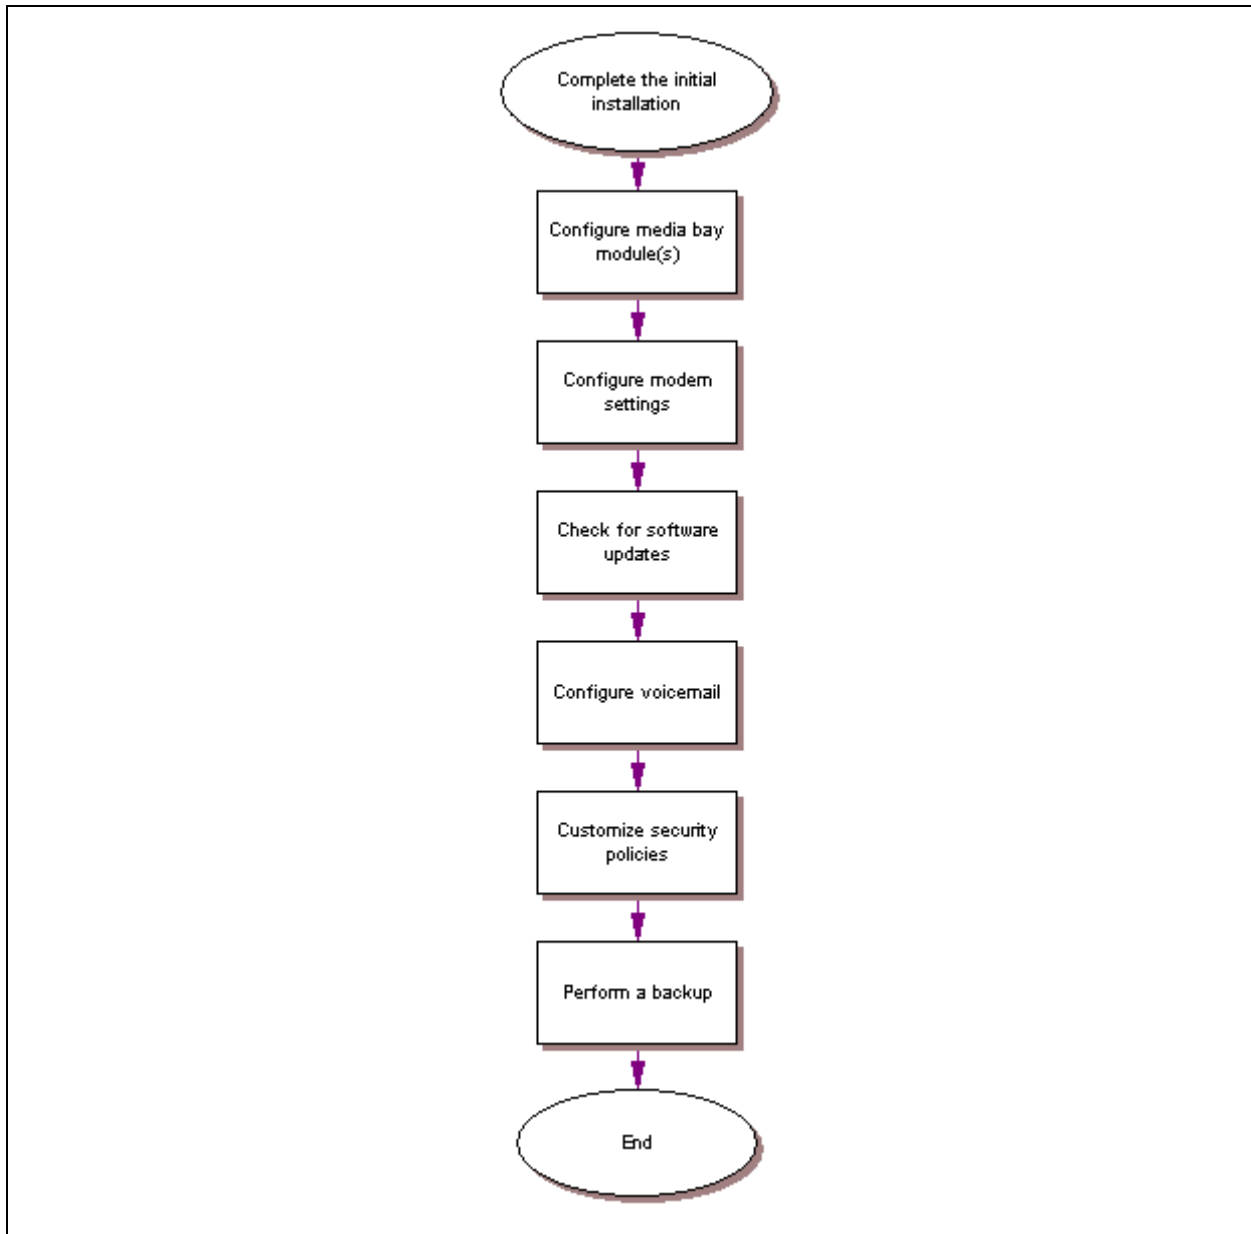 Complete the initial
installation
Configure media bay
module(s)
Configure modem
settings
Check for software
updates
Configure voicemail
Customize security
policies
Perform a backup
End